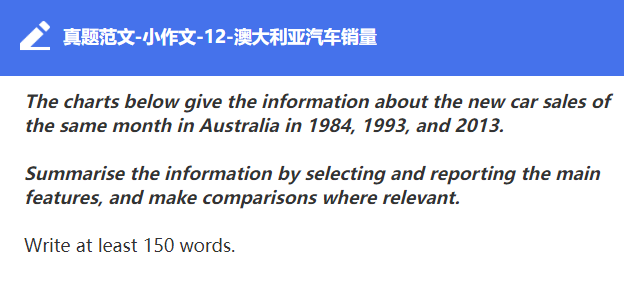 真题范文-小作文-12-澳大利亚汽车销量
The charts below give the information about the new car sales of
the same month in Australia in 1984, 1993, and 2013.
Summarise the information by selecting and reporting the main
features, and make comparisons where relevant.
Write at least 150 words.